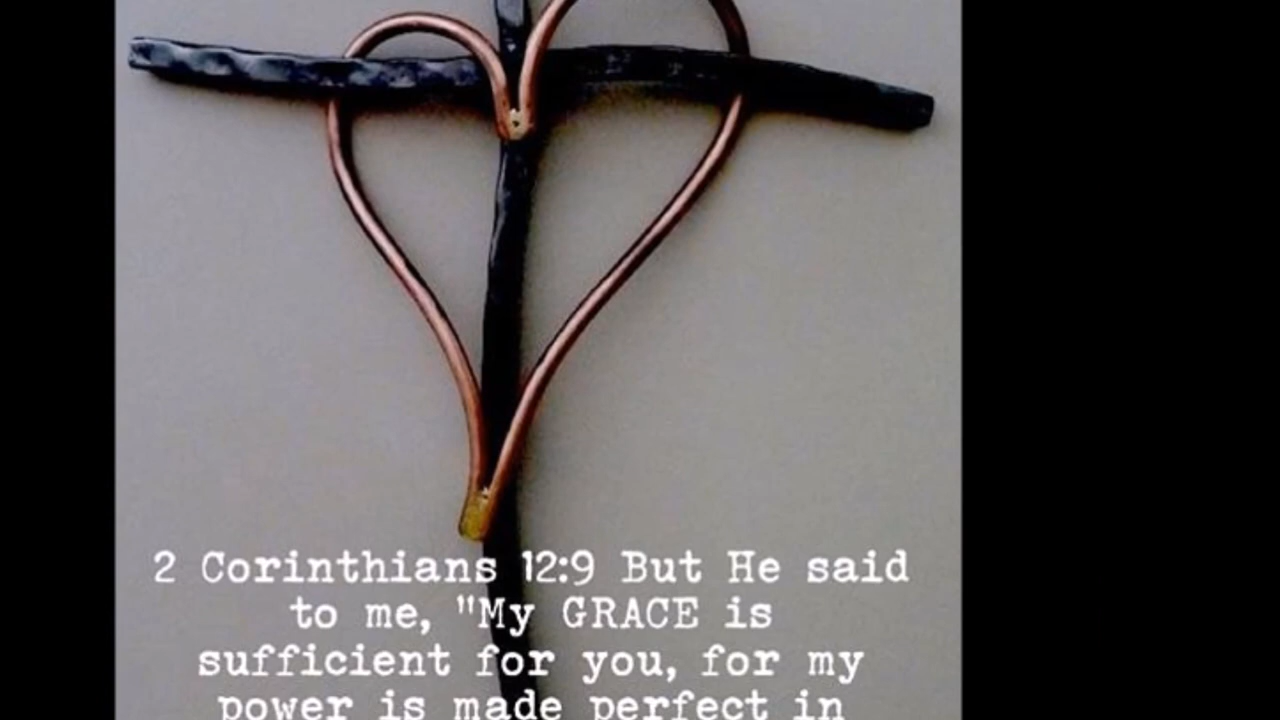 2 Corinthians 12:9 But He said
to me, "My GRACE is
sufficient for you, for my
power is made perfect in